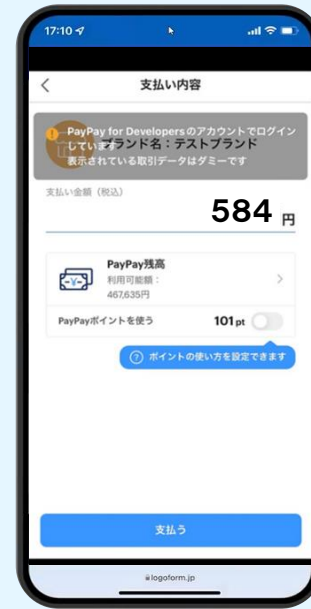 17:10
支払い内容
PayPay for Developersのアカウントでログイン
しています
ブランド名：テストブランド
表示されている取引データはダミーです
支払い金額（税込）
584 円
PayPay残高
利用可能額：
467,635円
PayPayポイントを使う 101 pt
? ポイントの使い方を設定できます
支払う
logoform.jp